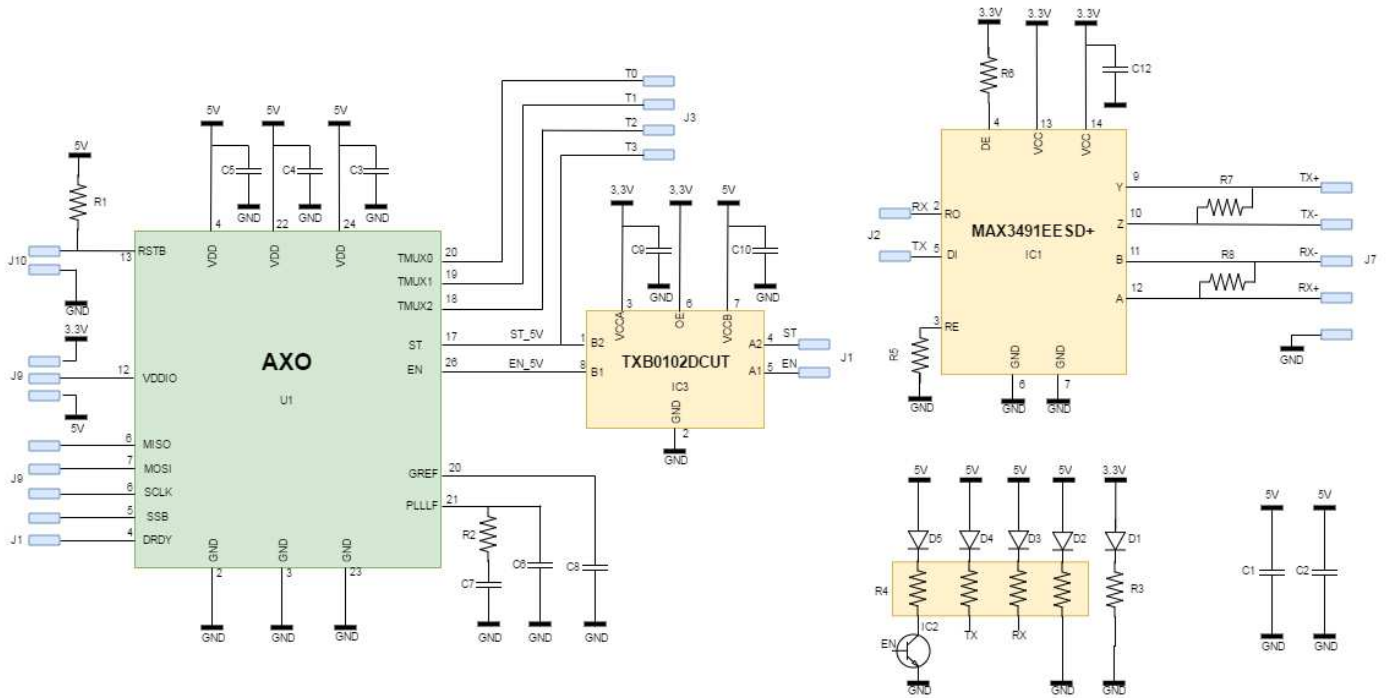 3.3V 3.3V 3.3V
T0
T1
T2 J3
T3
R6 C12
5V 5V 5V
5V
C5 C4 C3
R1
GND GND GND
4 22 24
VDD VDD VDD
J10 13 RSTB
GND
3.3V
J9 12 VDDIO
5V
6 MISO
7 MOSI
J9 6 SCLK
5 SSB
J1 4 DRDY
AXO
U1
TMUX0 20
TMUX1 19
TMUX2 18
ST 17 ST_5V
EN 26 EN_5V
GREF 20
PLLLF 21
GND GND GND
2 3 23
GND GND GND
R2
C7 C6 C8
GND GND GND
3.3V 3.3V 5V
C9 C10
GND GND
3 6 7
VCCA OE VCCB
1 B2 A2 4 ST
TXB0102DCUT J1
8 B1 A1 5 EN
IC3
GND
2
GND
GND
4 13 14
DE VCC VCC
J2 RX 2 RO
TX 5 DI
MAX3491EESD+
IC1
Y 9 R7 TX+
Z 10 TX-
B 11 R8 RX- J7
A 12 RX+
3 RE
R5
GND GND
6 7
GND GND GND
GND
5V 5V 5V 5V 3.3V
D5 D4 D3 D2 D1
R4 R3
IC2 TX RX
EN
GND GND GND
5V 5V
C1 C2
GND GND